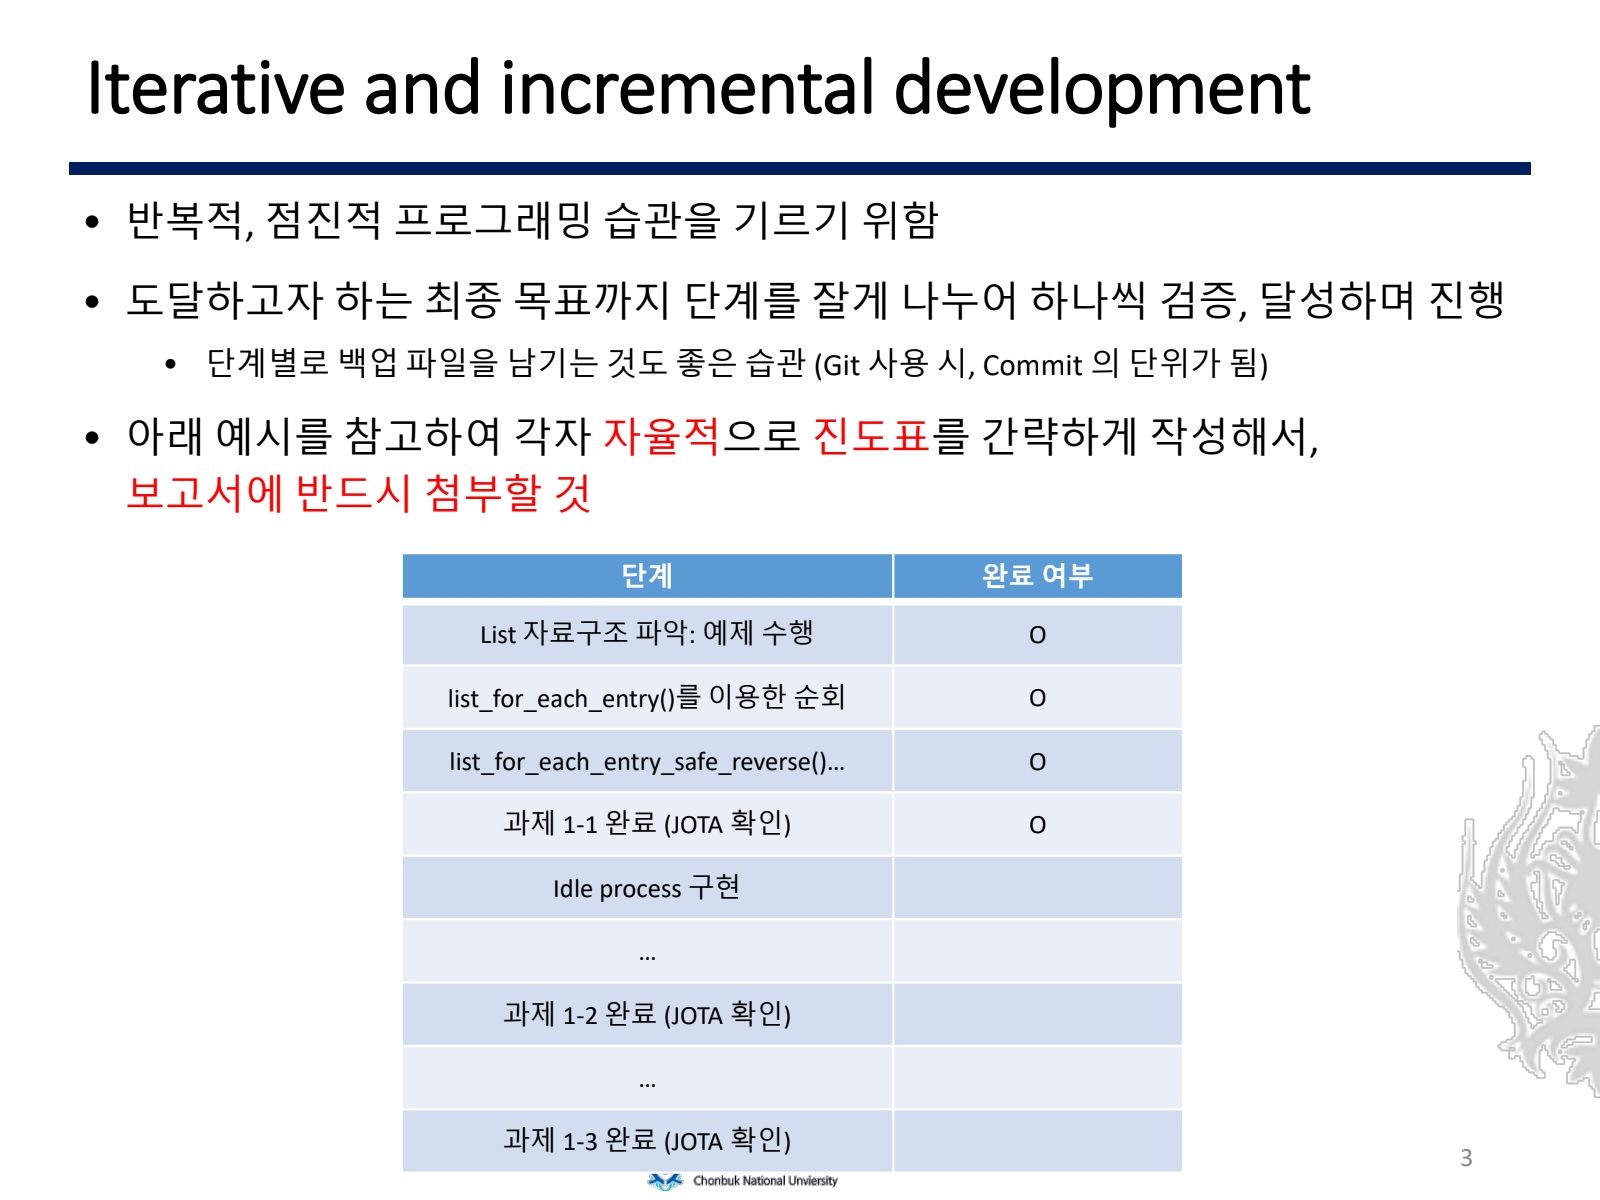 Iterative and incremental development
• 반복적, 점진적 프로그래밍 습관을 기르기 위함
• 도달하고자 하는 최종 목표까지 단계를 잘게 나누어 하나씩 검증, 달성하며 진행
• 단계별로 백업 파일을 남기는 것도 좋은 습관 (Git 사용 시, Commit 의 단위가 됨)
• 아래 예시를 참고하여 각자 자율적으로 진도표를 간략하게 작성해서,
보고서에 반드시 첨부할 것
단계 완료 여부
List 자료구조 파악: 예제 수행 O
list_for_each_entry()를 이용한 순회 O
list_for_each_entry_safe_reverse()... O
과제 1-1 완료 (JOTA 확인) O
Idle process 구현
...
과제 1-2 완료 (JOTA 확인)
...
과제 1-3 완료 (JOTA 확인)
Chonbuk National Unviersity
3